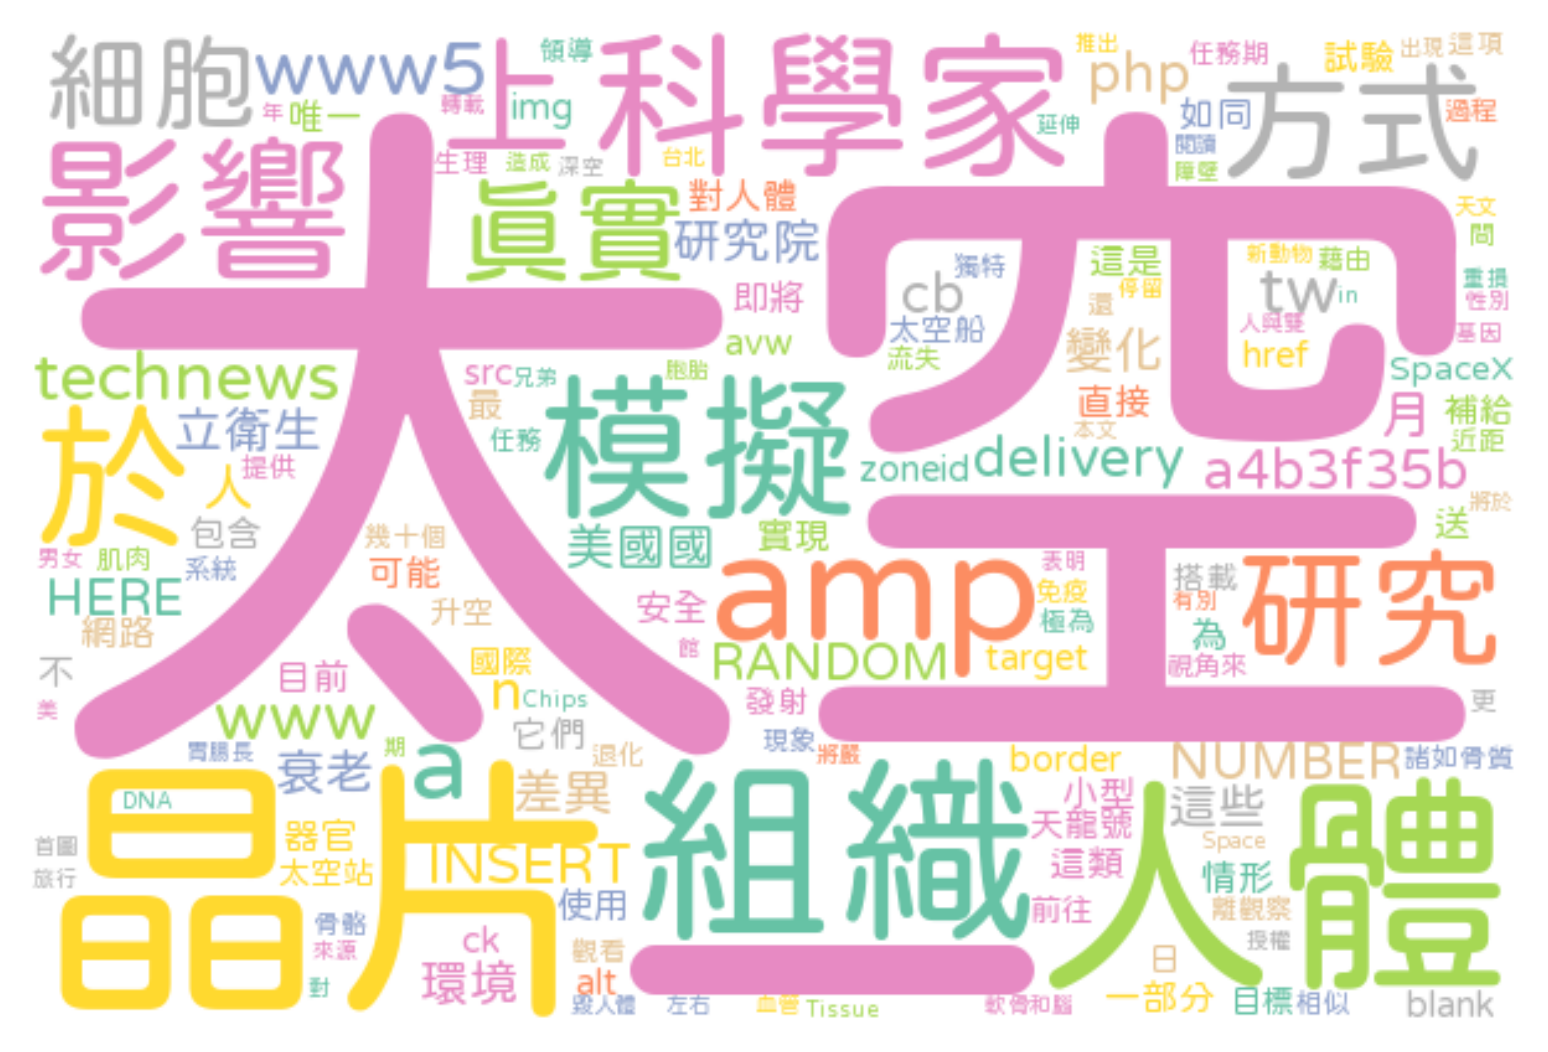 細胞
www5
上
領導
科學家
推出
php
任務期
試驗
出現
這項
年
唯一
轉載
img
延伸
如同
方式
過程
影響
生理
造成
深空
台北
閱讀
障壁
真實
對人體
研究院
天文
問
太空
即將
獨特
cb
這是
停留
新動物
藉由
tw
in
重損
性別
還
太空船
人與雙
基因
avw
流失
變化
href
SpaceX
technews
src
兄弟
胞胎
最
直接
月
補給
於
立衛生
任務
模擬
本文
近距
人
提供
zoneid
delivery
a4b3f35b
將於
包含
幾十個
美國國
實現
送
男女
肌肉
系統
可能
amp
表明
搭載
研究
HERE
升空
安全
免疫
有別
網路
極為
為
不
館
RANDOM
target
視角來
目前
國際
美
www
n
Chips
發射
更
它們
胃腸長
期
現象
將嚴
衰老
a
退化
border
NUMBER
諸如骨質
晶片
DNA
差異
組織
小型
這些
人體
首圖
器官
INSERT
天龍號
Space
旅行
太空站
這類
情形
使用
前往
離觀察
骨骼
ck
來源
觀看
一
授權
環境
alt
日
對
毀人體
左右
血管
Tissue
軟骨和腦
一部分
目標
相似
blank